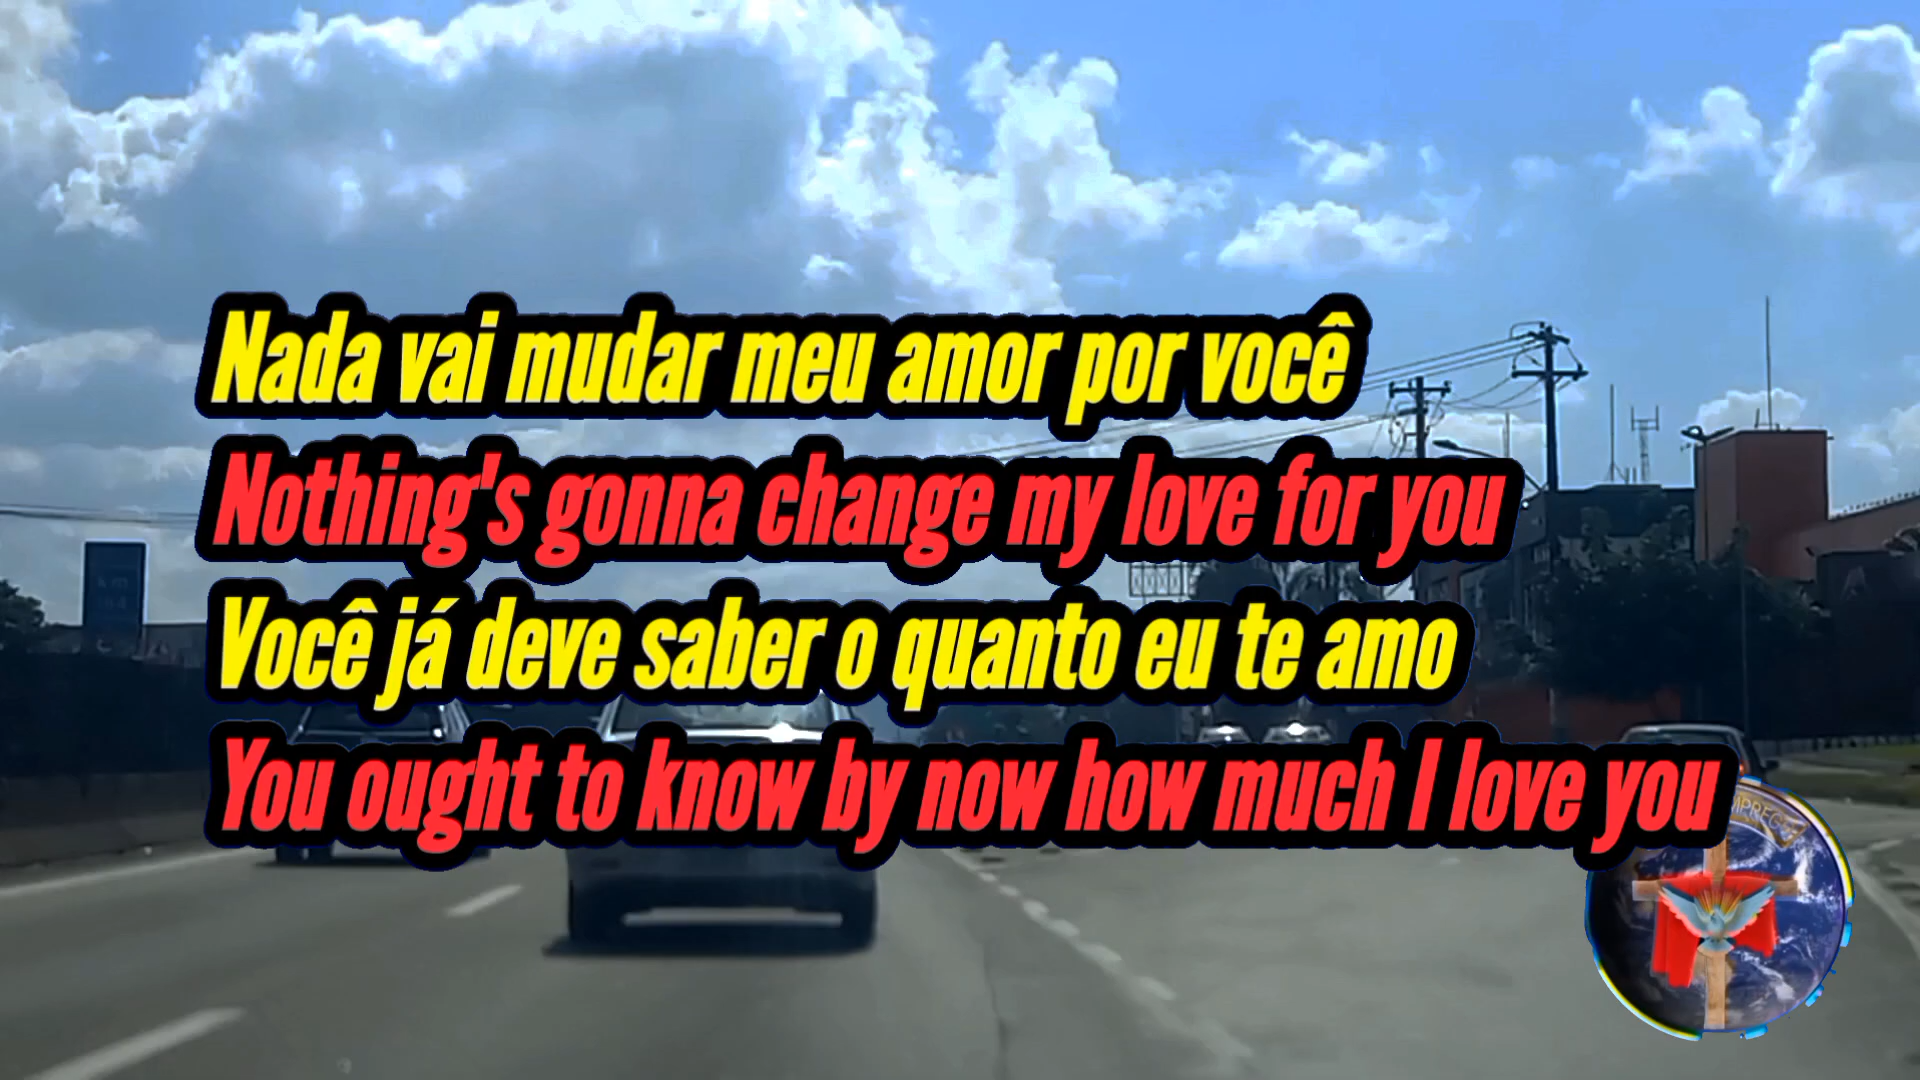 Nada vai mudar meu amor por você
Nothing's gonna change my love for you
Você já deve saber o quanto eu te amo
You ought to know by now how much I love you